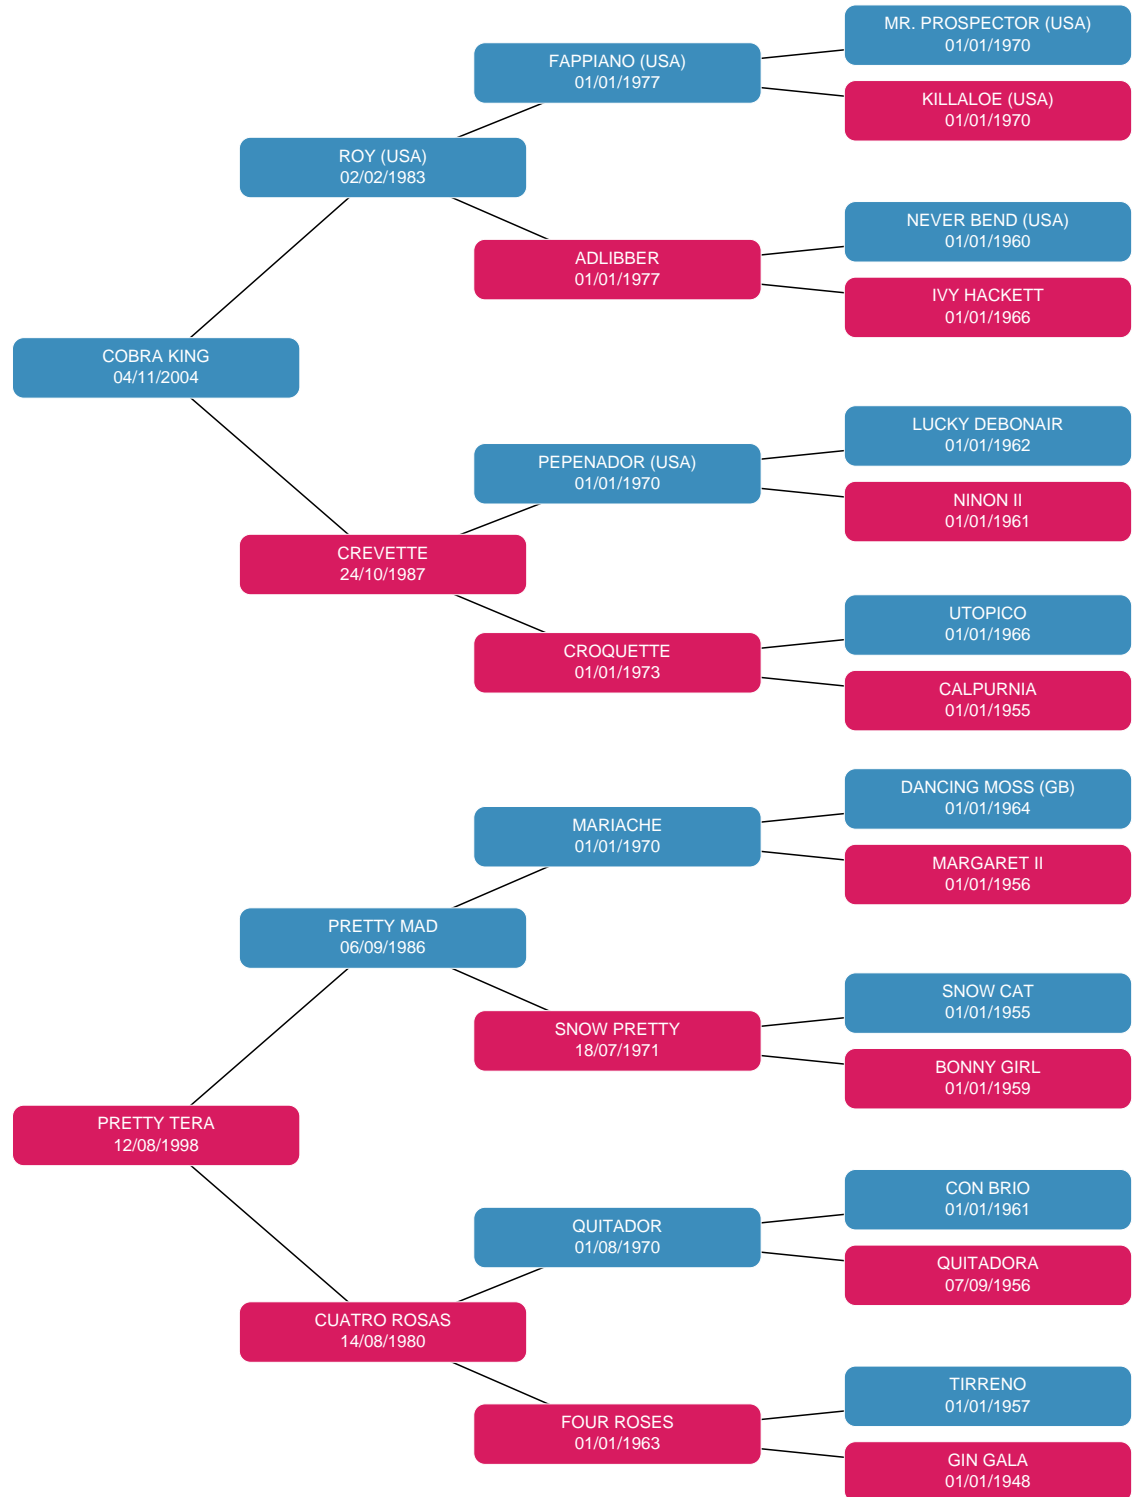 MR. PROSPECTOR (USA)
01/01/1970
FAPPIANO (USA)
01/01/1977
KILLALOE (USA)
01/01/1970
ROY (USA)
02/02/1983
NEVER BEND (USA)
01/01/1960
ADLIBBER
01/01/1977
IVY HACKETT
01/01/1966
COBRA KING
04/11/2004
LUCKY DEBONAIR
01/01/1962
PEPENADOR (USA)
01/01/1970
NINON II
01/01/1961
CREVETTE
24/10/1987
UTOPICO
01/01/1966
CROQUETTE
01/01/1973
CALPURNIA
01/01/1955
DANCING MOSS (GB)
01/01/1964
MARIACHE
01/01/1970
MARGARET II
01/01/1956
PRETTY MAD
06/09/1986
SNOW CAT
01/01/1955
SNOW PRETTY
18/07/1971
BONNY GIRL
01/01/1959
PRETTY TERA
12/08/1998
CON BRIO
01/01/1961
QUITADOR
01/08/1970
QUITADORA
07/09/1956
CUATRO ROSAS
14/08/1980
TIRRENO
01/01/1957
FOUR ROSES
01/01/1963
GIN GALA
01/01/1948